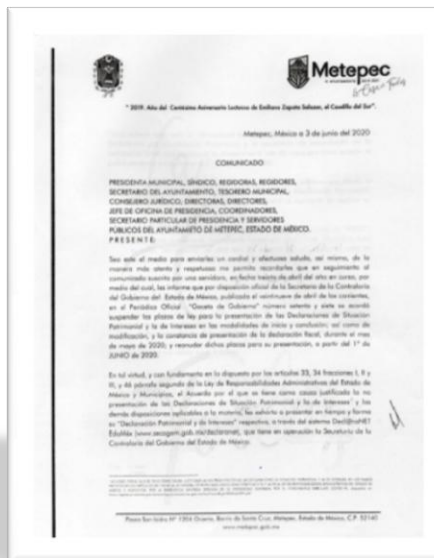 Metepec
"2019. Año del Centésimo Aniversario Luctuoso de Emiliano Zapata Salazar, el Caudillo del Sur".
Metepec, México a 3 de junio del 2020
COMUNICADO
PRESIDENTA MUNICIPAL, SÍNDICO, REGIDORAS, REGIDORES,
SECRETARIO DEL AYUNTAMIENTO, TESORERO MUNICIPAL,
CONSEJERO JURÍDICO, DIRECTORAS, DIRECTORES,
JEFE DE OFICINA DE PRESIDENCIA, COORDINADORES,
SECRETARIO PARTICULAR DE PRESIDENCIA Y SERVIDORES
PÚBLICOS DEL AYUNTAMIETO DE METEPEC, ESTADO DE MÉXICO.
P R E S E N T E:
Sea este el medio para enviarles un cordial y afectuoso saludo, así mismo, de la
manera más atenta y respetuosa me permito recordarles que en seguimiento al
comunicado suscrito por una servidora, en fecha treinta de abril del año en curso, por
medio del cual, les informe que por disposición oficial de la Secretaría de la Contraloría
del Gobierno del Estado de México, publicada el veintinueve de abril de los corrientes,
en el Periódico Oficial "Gaceta de Gobierno" número setenta y siete se acordó
suspender los plazos de ley para la presentación de las Declaraciones de Situación
Patrimonial y la de Intereses en las modalidades de inicio y conclusión; así como de
modificación, y la constancia de presentación de la declaración fiscal, durante el mes
de mayo de 2020; y reanudar dichos plazos para su presentación, a partir del 1° de
JUNIO de 2020.
En tal virtud, y con fundamento en lo dispuesto por los artículos 33, 34 fracciones I, II y
III, y 46 párrafo segundo de la Ley de Responsabilidades Administrativas del Estado de
México y Municipios, el Acuerdo por el que se tiene como causa justificada la no
presentación de las Declaraciones de Situación Patrimonial y la de Intereses y las
demás disposiciones aplicables a la materia, les exhorto a presentar en tiempo y forma
su "Declaración Patrimonial y de Intereses" respectiva, a través del sistema Decl@raNET
EdoMéx (www.secogem.gob.mx/declaranet, que tiene en operación la Secretaría de la
Contraloría del Gobierno del Estado de México.
Plaza San Isidro N° 1206 Oriente, Barrio de Santa Cruz, Metepec, Estado de México, C.P. 52140
www.metepec.gob.mx